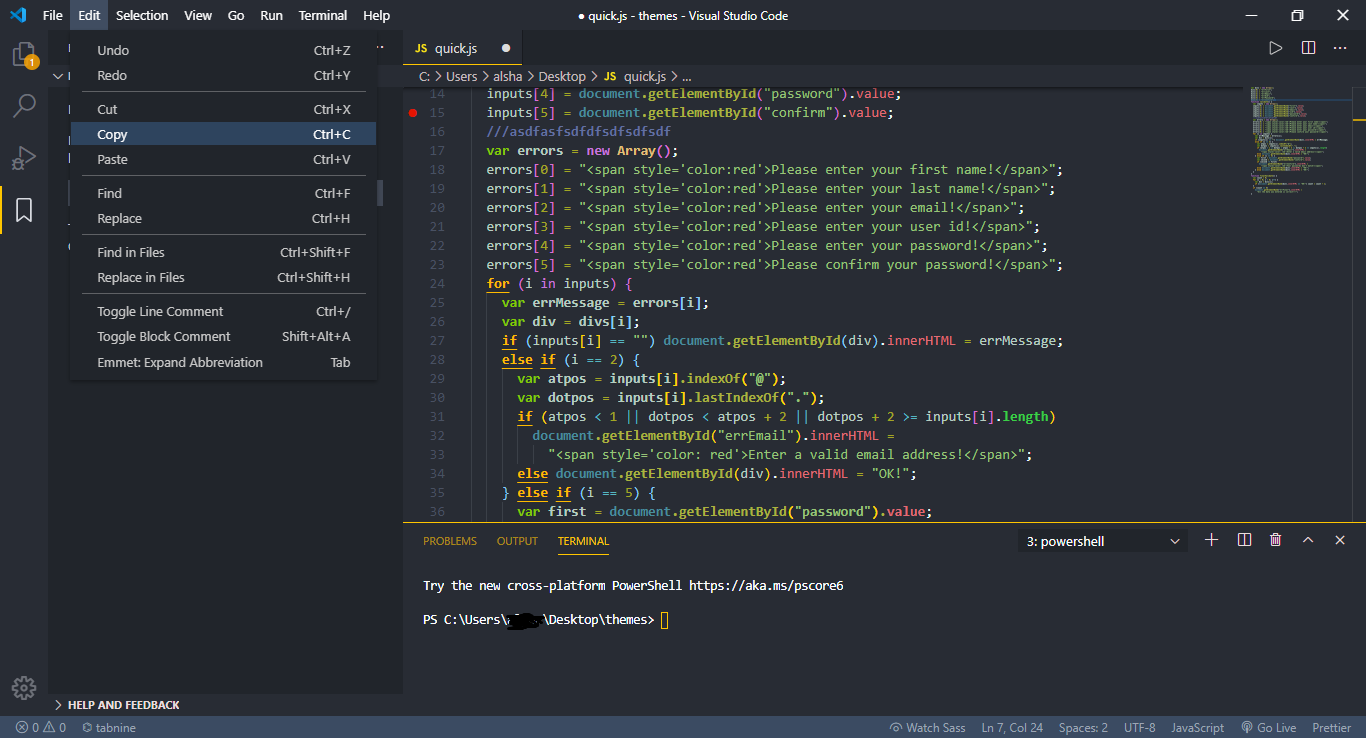 File Edit Selection View Go Run Terminal Help
● quick.js - themes - Visual Studio Code
1
Undo Ctrl+Z
Redo Ctrl+Y
Cut Ctrl+X
Copy Ctrl+C
Paste Ctrl+V
Find Ctrl+F
Replace Ctrl+H
Find in Files Ctrl+Shift+F
Replace in Files Ctrl+Shift+H
Toggle Line Comment Ctrl+/
Toggle Block Comment Shift+Alt+A
Emmet: Expand Abbreviation Tab
HELP AND FEEDBACK
JS quick.js ●
C: > Users > alsha > Desktop > JS quick.js > ...
14 inputs[4] = document.getElementById("password").value;
15 inputs[5] = document.getElementById("confirm").value;
16 ///asdfasfsdfdfsdfsdfsdf
17 var errors = new Array();
18 errors[0] = "<span style='color:red'>Please enter your first name!</span>";
19 errors[1] = "<span style='color:red'>Please enter your last name!</span>";
20 errors[2] = "<span style='color:red'>Please enter your email!</span>";
21 errors[3] = "<span style='color:red'>Please enter your user id!</span>";
22 errors[4] = "<span style='color:red'>Please enter your password!</span>";
23 errors[5] = "<span style='color:red'>Please confirm your password!</span>";
24 for (i in inputs) {
25 var errMessage = errors[i];
26 var div = divs[i];
27 if (inputs[i] == "") document.getElementById(div).innerHTML = errMessage;
28 else if (i == 2) {
29 var atpos = inputs[i].indexOf("@");
30 var dotpos = inputs[i].lastIndexOf(".");
31 if (atpos < 1 || dotpos < atpos + 2 || dotpos + 2 >= inputs[i].length)
32 document.getElementById("errEmail").innerHTML =
33 "<span style='color: red'>Enter a valid email address!</span>";
34 else document.getElementById(div).innerHTML = "OK!";
35 } else if (i == 5) {
36 var first = document.getElementById("password").value;
PROBLEMS OUTPUT TERMINAL 3: powershell
Try the new cross-platform PowerShell https://aka.ms/pscore6
PS C:\Users\ \Desktop\themes>
0 0 tabnine Watch Sass Ln 7, Col 24 Spaces: 2 UTF-8 JavaScript Go Live Prettier